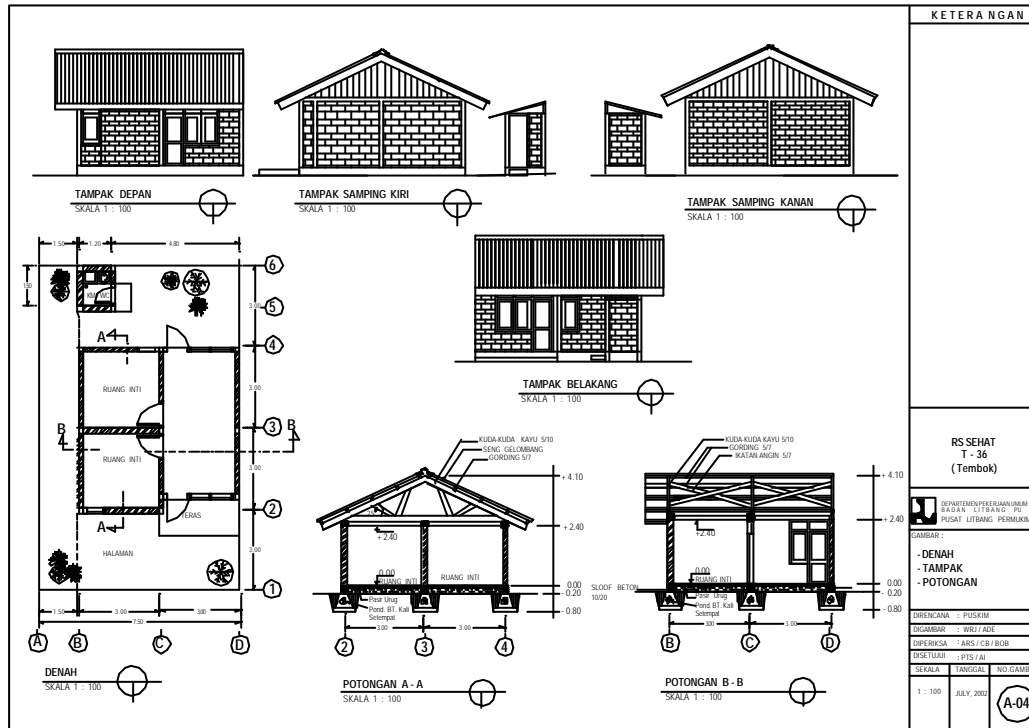 KETERANGAN
TAMPAK DEPAN
SKALA 1 : 100
TAMPAK SAMPING KIRI
SKALA 1 : 100
TAMPAK SAMPING KANAN
SKALA 1 : 100
1.50 1.20 4.80
6
1.50
KM/WC
3.00
5
A
4
RUANG INTI
3.00
B
3
B
RUANG INTI
3.00
A
2
TERAS
HALAMAN
3.00
1
1.50 3.00 300
7.50
A B C D
DENAH
SKALA 1 : 100
TAMPAK BELAKANG
SKALA 1 : 100
KUDA-KUDA KAYU 5/10
SENG GELOMBANG
GORDING 5/7
+ 4.10
+ 2.40
+ 2.40
0.00
RUANG INTI
RUANG INTI
0.00
- 0.20
- 0.80
SLOOF BETON
10/20
Pasir Urug
Pond. BT. Kali
Setempat
3.00 3.00
2 3 4
POTONGAN A - A
SKALA 1 : 100
KUDA-KUDA KAYU 5/10
GORDING 5/7
IKATAN ANGIN 5/7
+ 4.10
+ 2.40
+2.40
0.00
RUANG INTI
0.00
- 0.20
- 0.80
Pasir Urug
Pond. BT. Kali
Setempat
300 3.00
B C D
POTONGAN B - B
SKALA 1 : 100
RS SEHAT
T - 36
( Tembok)
DEPARTEMEN PEKERJAAN UMUM
BADAN LITBANG PU
PUSAT LITBANG PERMUKIM
GAMBAR :
- DENAH
- TAMPAK
- POTONGAN
DIRENCANA : PUSKIM
DIGAMBAR : WRJ / ADE
DIPERIKSA : ARS / CB / BOB
DISETUJUI : PTS / AI
SEKALA TANGGAL NO.GAMB
1 : 100 JULY, 2002 A-04